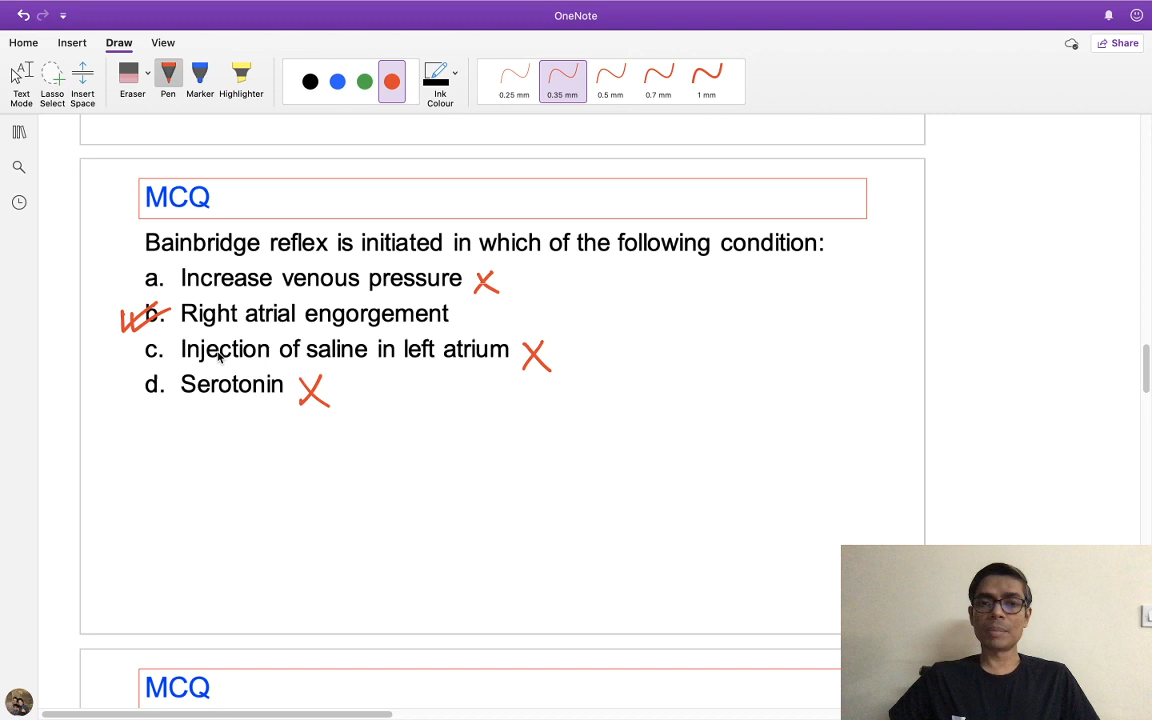 OneNote
Home Insert Draw View
Share
Text Mode
Lasso Select
Insert Space
Eraser
Pen
Marker
Highlighter
Ink Colour
0.25 mm
0.35 mm
0.5 mm
0.7 mm
1 mm
MCQ
Bainbridge reflex is initiated in which of the following condition:
a. Increase venous pressure
b. Right atrial engorgement
c. Injection of saline in left atrium
d. Serotonin
MCQ